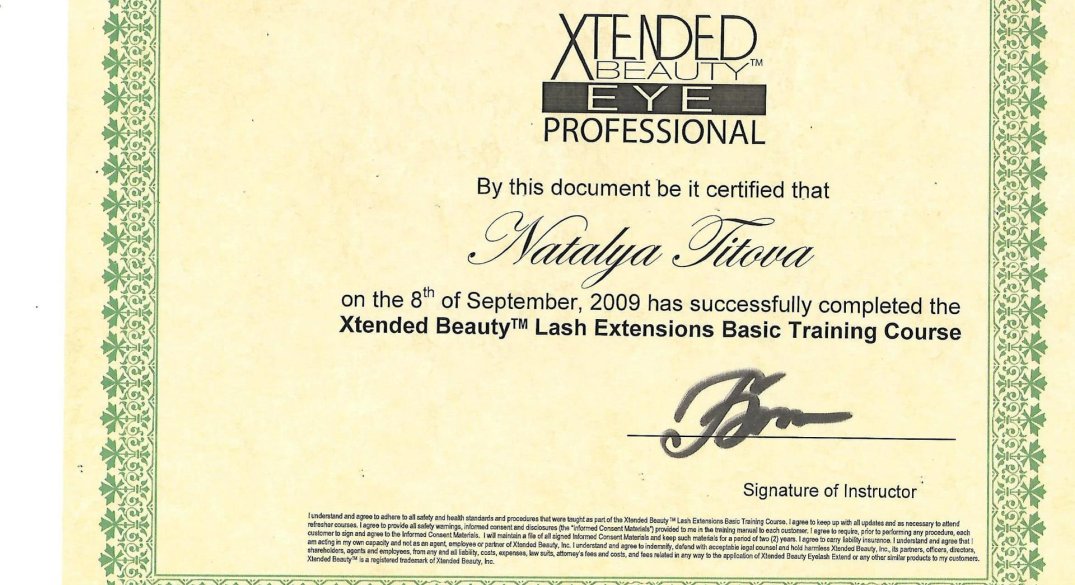 XTENDED
BEAUTY™
EYE
PROFESSIONAL
By this document be it certified that
Natalya Titova
on the 8th of September, 2009 has successfully completed the
Xtended Beauty™ Lash Extensions Basic Training Course
Signature of Instructor
I understand and agree to adhere to all safety and health standards and procedures that were taught as part of the Xtended Beauty™ Lash Extensions Basic Training Course. I agree to keep up with all updates and as necessary to attend
refresher courses. I agree to provide all safety warnings, informed consent and disclosures (the "Informed Consent Materials") provided to me in the training manual to each customer. I agree to require, prior to performing any procedure, each
customer to sign and agree to the Informed Consent Materials. I will maintain a file of all signed Informed Consent Materials and keep such materials for a period of two (2) years. I agree to carry liability insurance. I understand and agree that I
am acting in my own capacity and not as an agent, employee or partner of Xtended Beauty, Inc. I understand and agree to indemnify, defend with acceptable legal counsel and hold harmless Xtended Beauty, Inc., its partners, officers, directors,
shareholders, agents and employees, from any and all liability, costs, expenses, law suits, attorney's fees and costs, and fees related in any way to the application of Xtended Beauty Eyelash Extend or any other similar products to my customers.
Xtended Beauty™ is a registered trademark of Xtended Beauty, Inc.